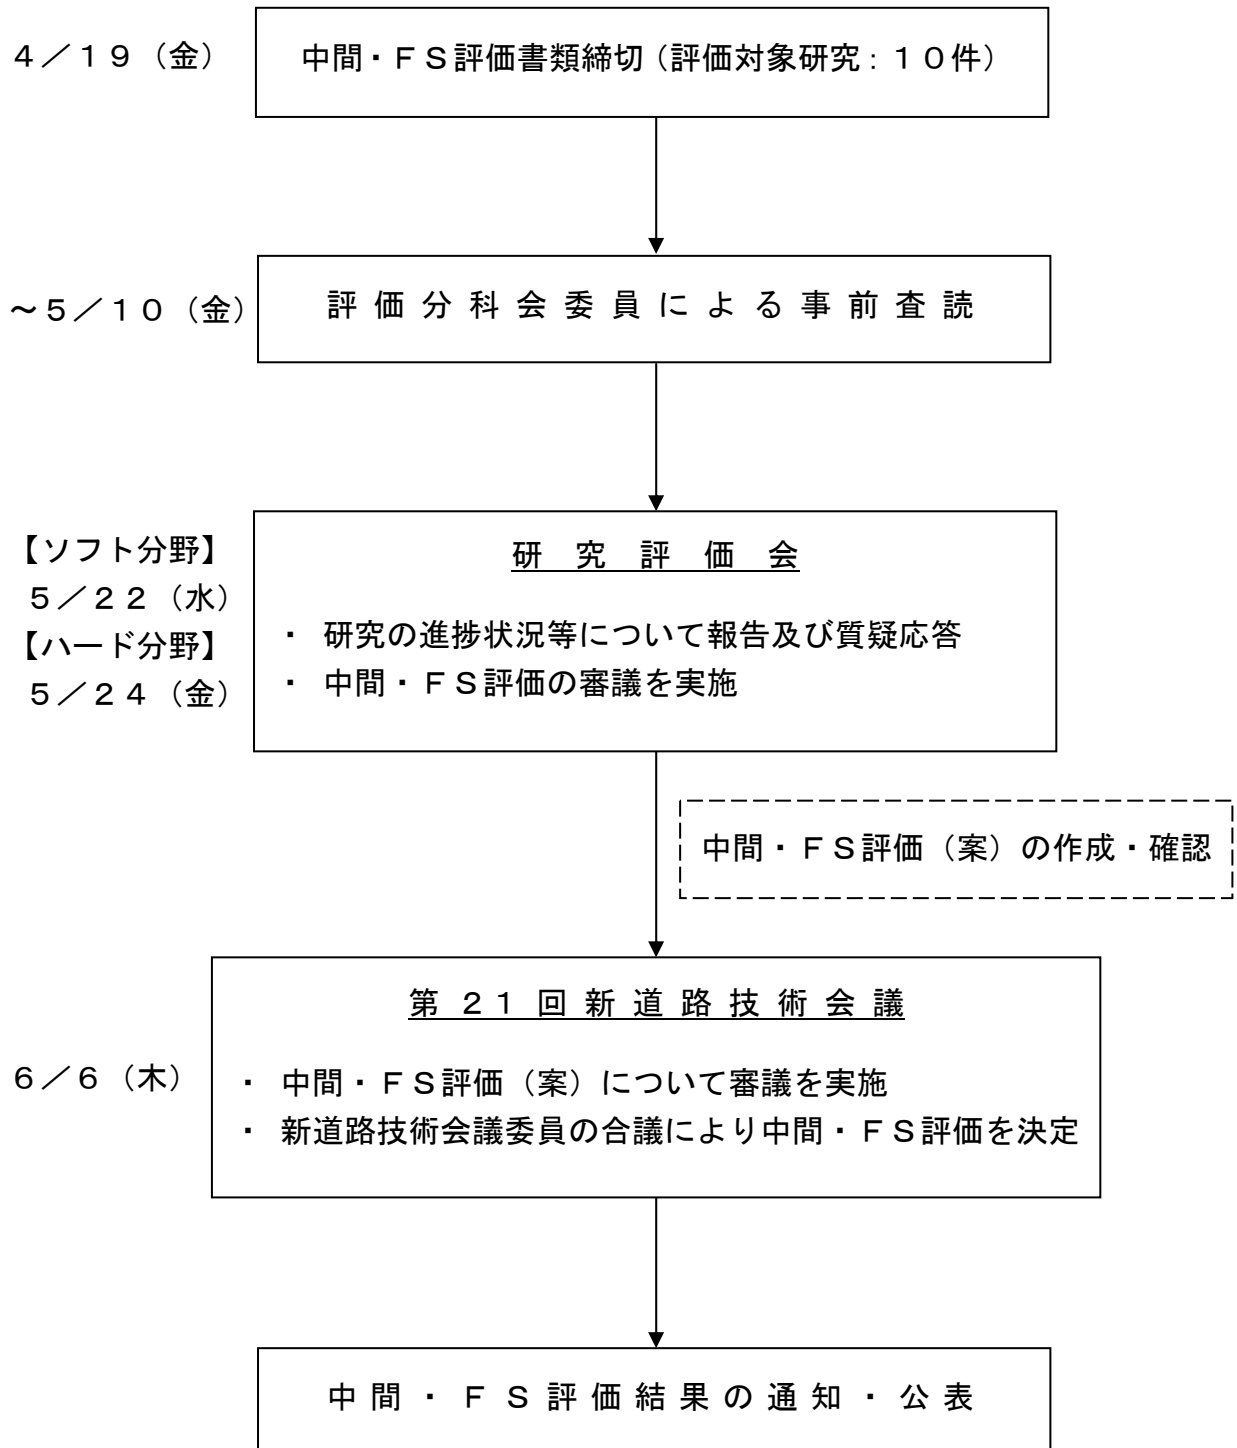 4／19（金）
中間・FS評価書類締切（評価対象研究：10件）
～5／10（金）
評価分科会委員による事前査読
【ソフト分野】
5／22（水）
【ハード分野】
5／24（金）
研究評価会
・ 研究の進捗状況等について報告及び質疑応答
・ 中間・FS評価の審議を実施
中間・FS評価（案）の作成・確認
6／6（木）
第21回新道路技術会議
・ 中間・FS評価（案）について審議を実施
・ 新道路技術会議委員の合議により中間・FS評価を決定
中間・FS評価結果の通知・公表